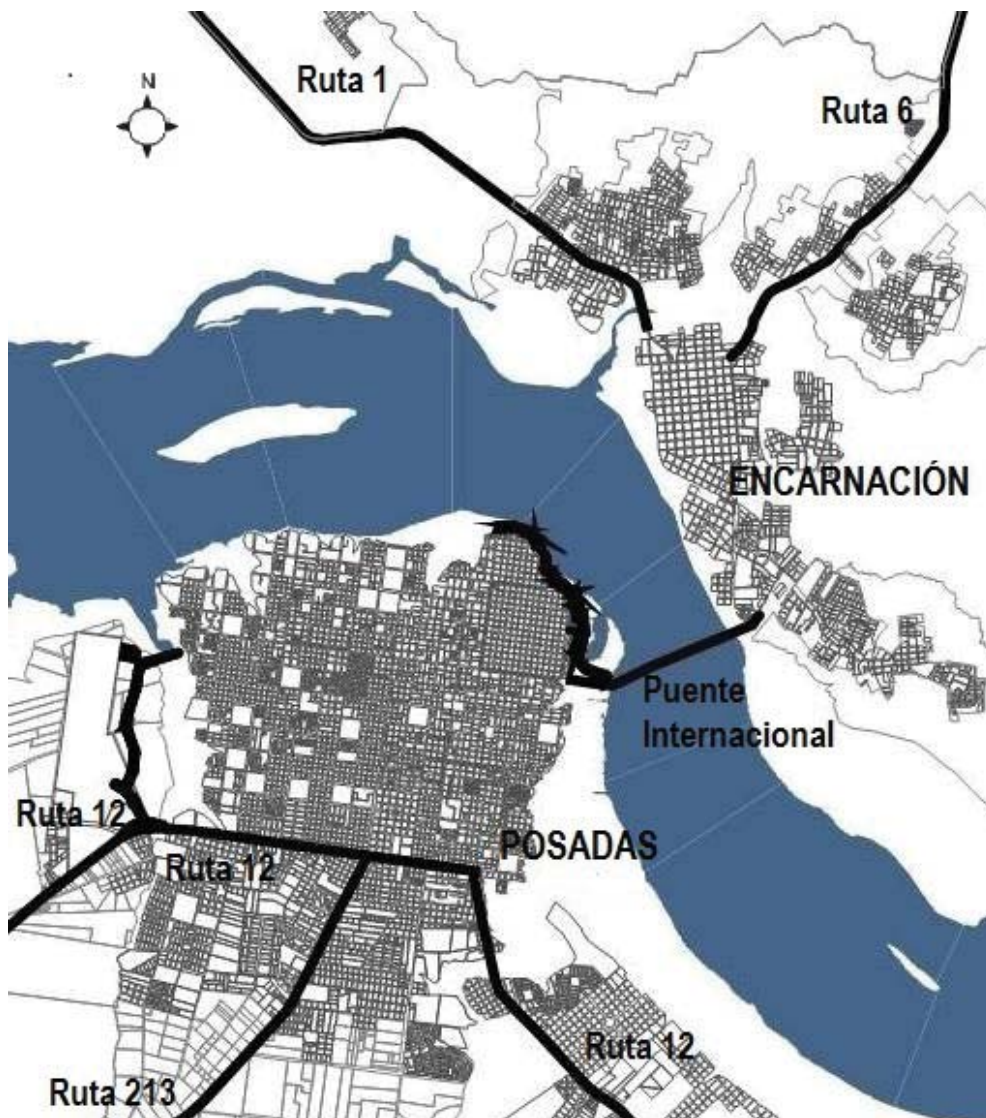 Ruta 1
N
Ruta 6
ENCARNACIÓN
Puente
Internacional
Ruta 12
POSADAS
Ruta 12
Ruta 12
Ruta 213